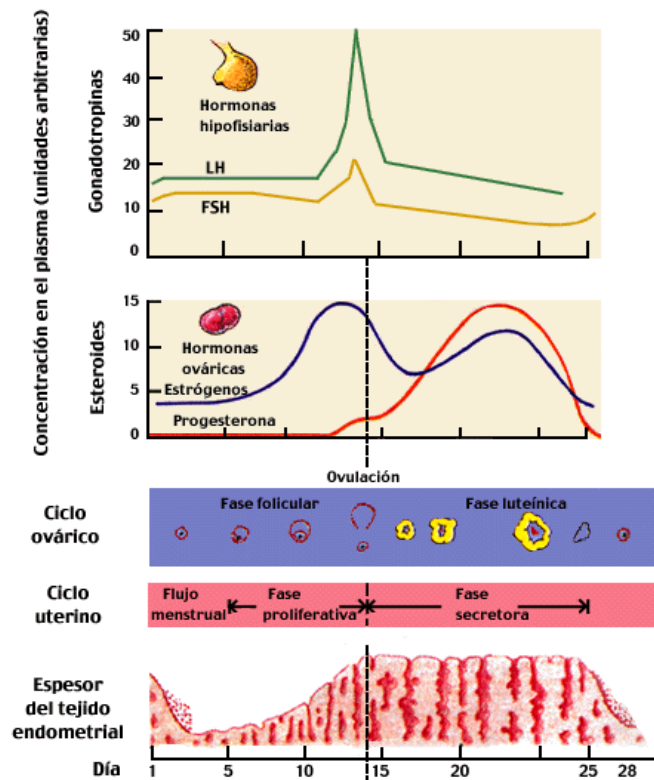 Concentración en el plasma (unidades arbitrarias)
Gonadotropinas
50
40
30
20
10
0
Hormonas
hipofisiarias
LH
FSH
Esteroides
15
10
5
0
Hormonas
ováricas
Estrógenos
Progesterona
Ovulación
Ciclo
ovárico
Fase folicular
Fase luteínica
Ciclo
uterino
Flujo
menstrual
Fase
proliferativa
Fase
secretora
Espesor
del tejido
endometrial
Día
1 5 10 15 20 25 28